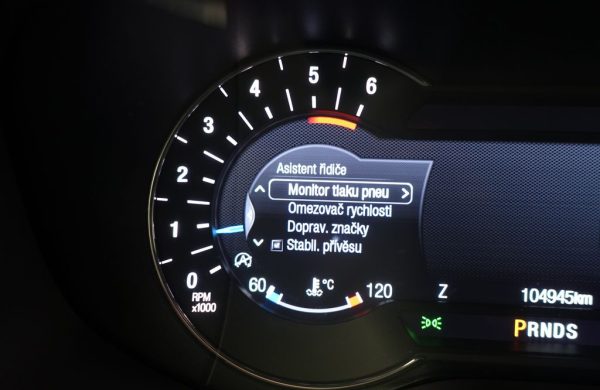 6
5
4
3
2
1
0
RPM
x1000
Asistent řidiče
Monitor tlaku pneu
Omezovač rychlosti
Doprav. značky
Stabil. přívěsu
60 °C 120
Z 104945km
PRNDS